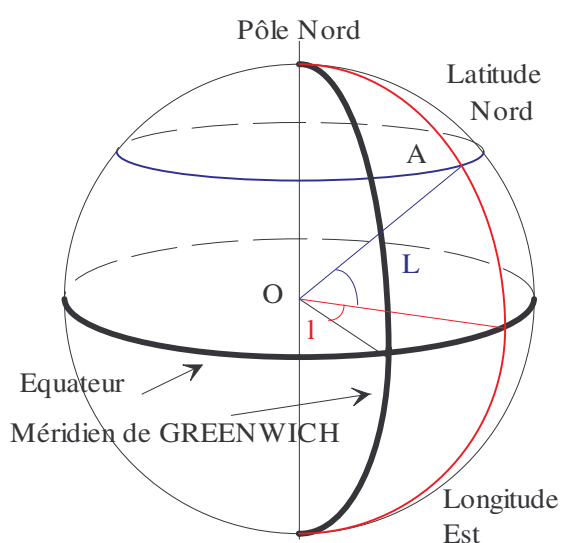 Pôle Nord
Latitude
Nord
A
L
O
l
Equateur
Méridien de GREENWICH
Longitude
Est